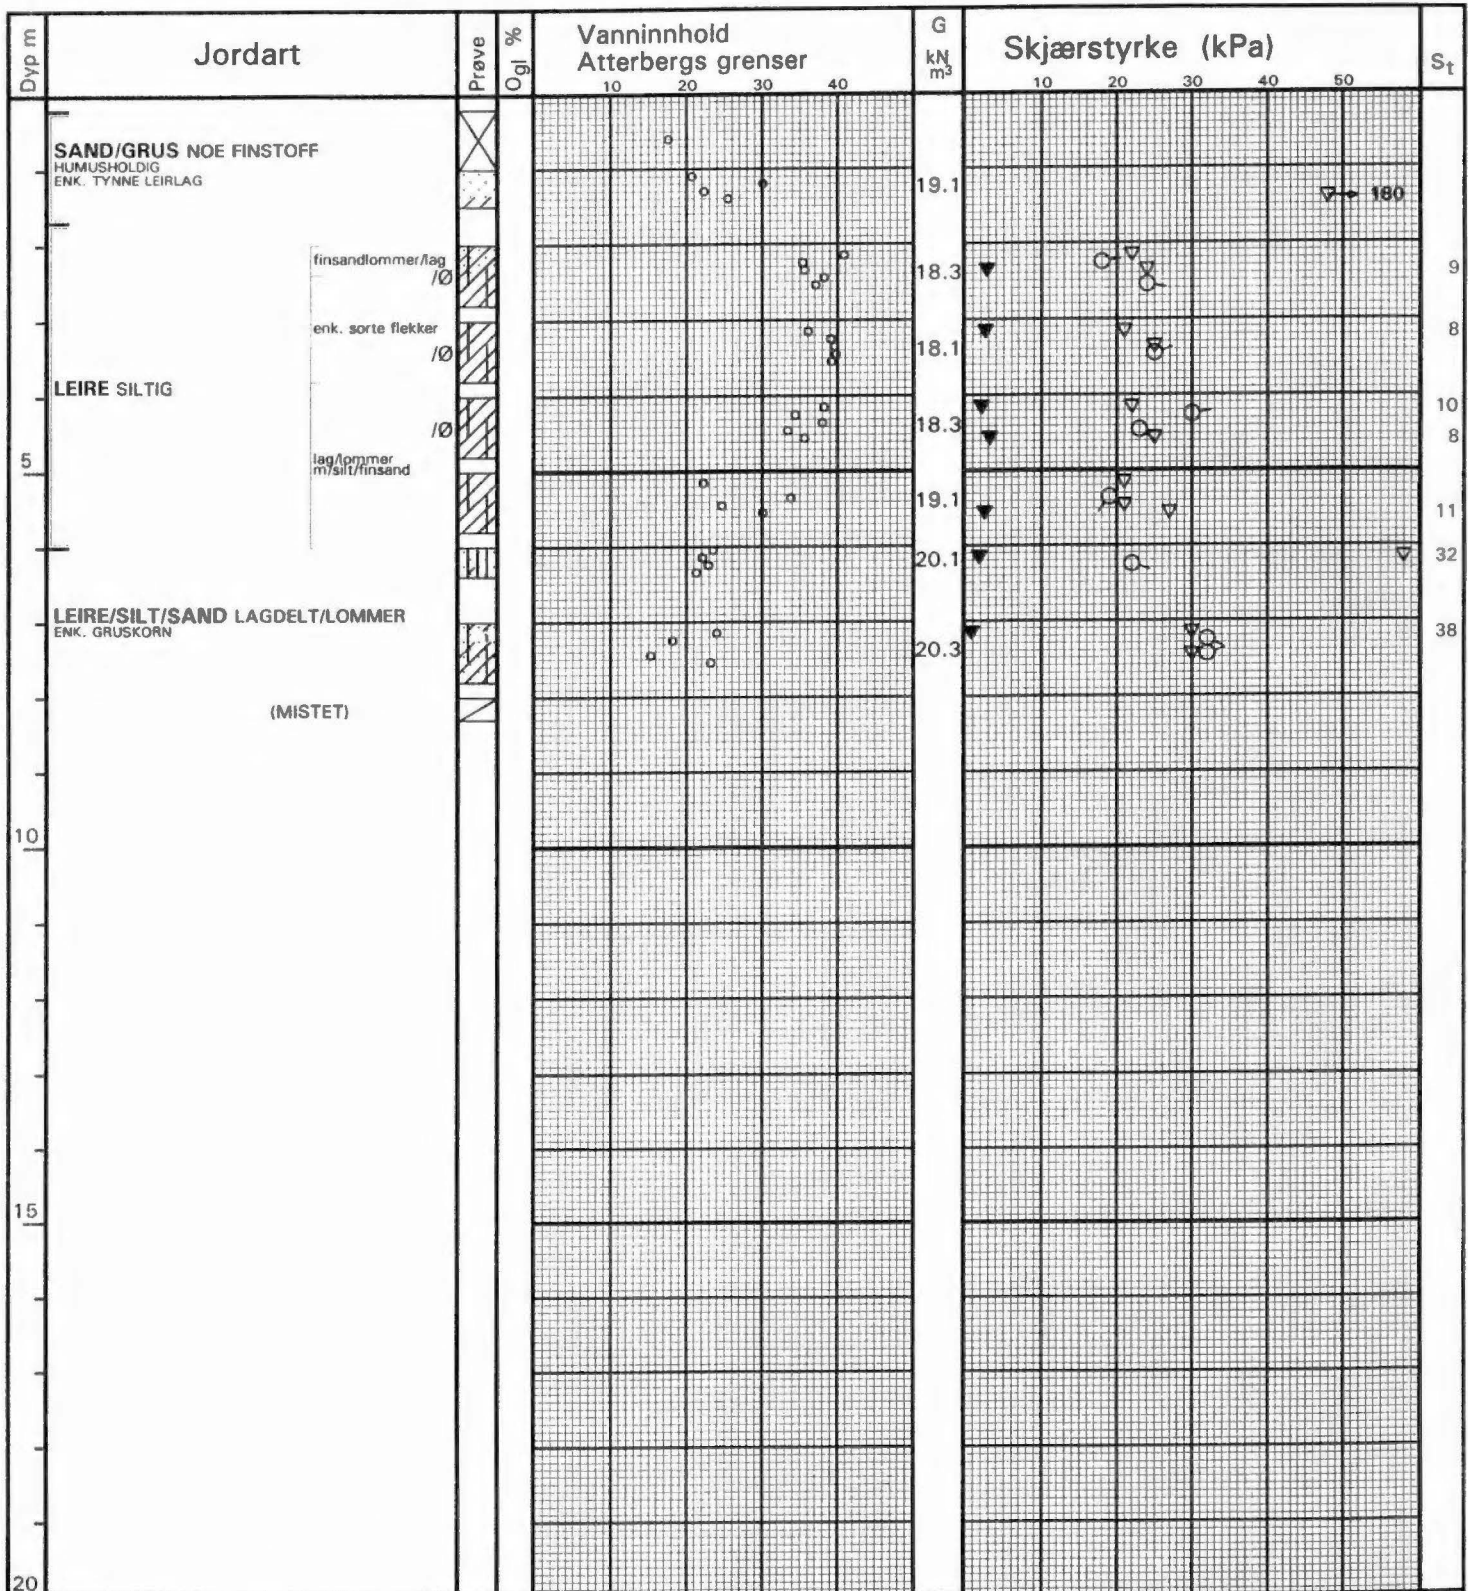 Dyp m
Jordart
Prøve
Ogl %
Vanninnhold
Atterbergs grenser
10 20 30 40
G
kN
m³
Skjærstyrke (kPa)
10 20 30 40 50
St
SAND/GRUS NOE FINSTOFF
HUMUSHOLDIG
ENK. TYNNE LEIRLAG
19.1
180
finsandlommer/lag
/Ø
18.3
9
enk. sorte flekker
/Ø
18.1
8
LEIRE SILTIG
/Ø
18.3
10
8
5
lag/lommer
m/silt/finsand
19.1
11
20.1
32
LEIRE/SILT/SAND LAGDELT/LOMMER
ENK. GRUSKORN
20.3
38
(MISTET)
10
15
20